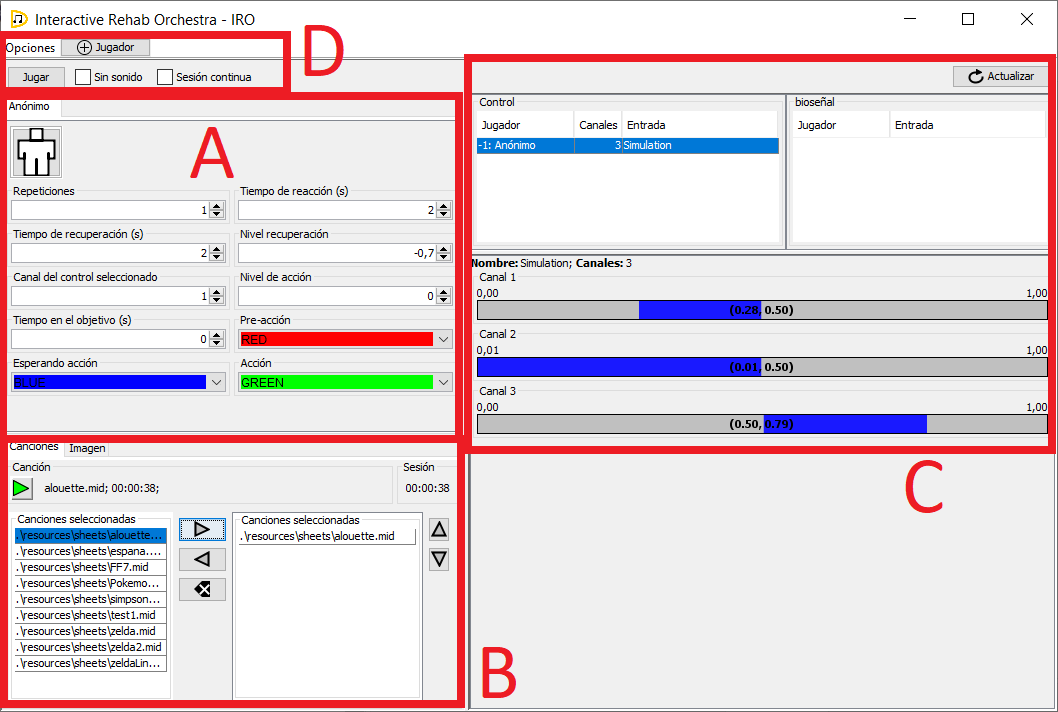 Interactive Rehab Orchestra - IRO
Opciones Jugador
D
Jugar Sin sonido Sesión continua
Anónimo
A
Repeticiones Tiempo de reacción (s)
1 2
Tiempo de recuperación (s) Nivel recuperación
2 -0,7
Canal del control seleccionado Nivel de acción
1 0
Tiempo en el objetivo (s) Pre-acción
0 RED
Esperando acción Acción
BLUE GREEN
Canciones Imagen
Canción Sesión
alouette.mid; 00:00:38; 00:00:38
Canciones seleccionadas
.\resources\sheets\alouette...
.\resources\sheets\espana....
.\resources\sheets\FF7.mid
.\resources\sheets\Pokemo...
.\resources\sheets\simpson...
.\resources\sheets\test1.mid
.\resources\sheets\zelda.mid
.\resources\sheets\zelda2.mid
.\resources\sheets\zeldaLin...
Canciones seleccionadas
.\resources\sheets\alouette.mid
B
Actualizar
Control
Jugador Canales Entrada
-1: Anónimo 3 Simulation
bioseñal
Jugador Entrada
Nombre: Simulation; Canales: 3
Canal 1
0,00 1,00
(0.28, 0.50)
Canal 2
0,01 1,00
(0.01, 0.50)
Canal 3
0,00 1,00
(0.50, 0.79)
C